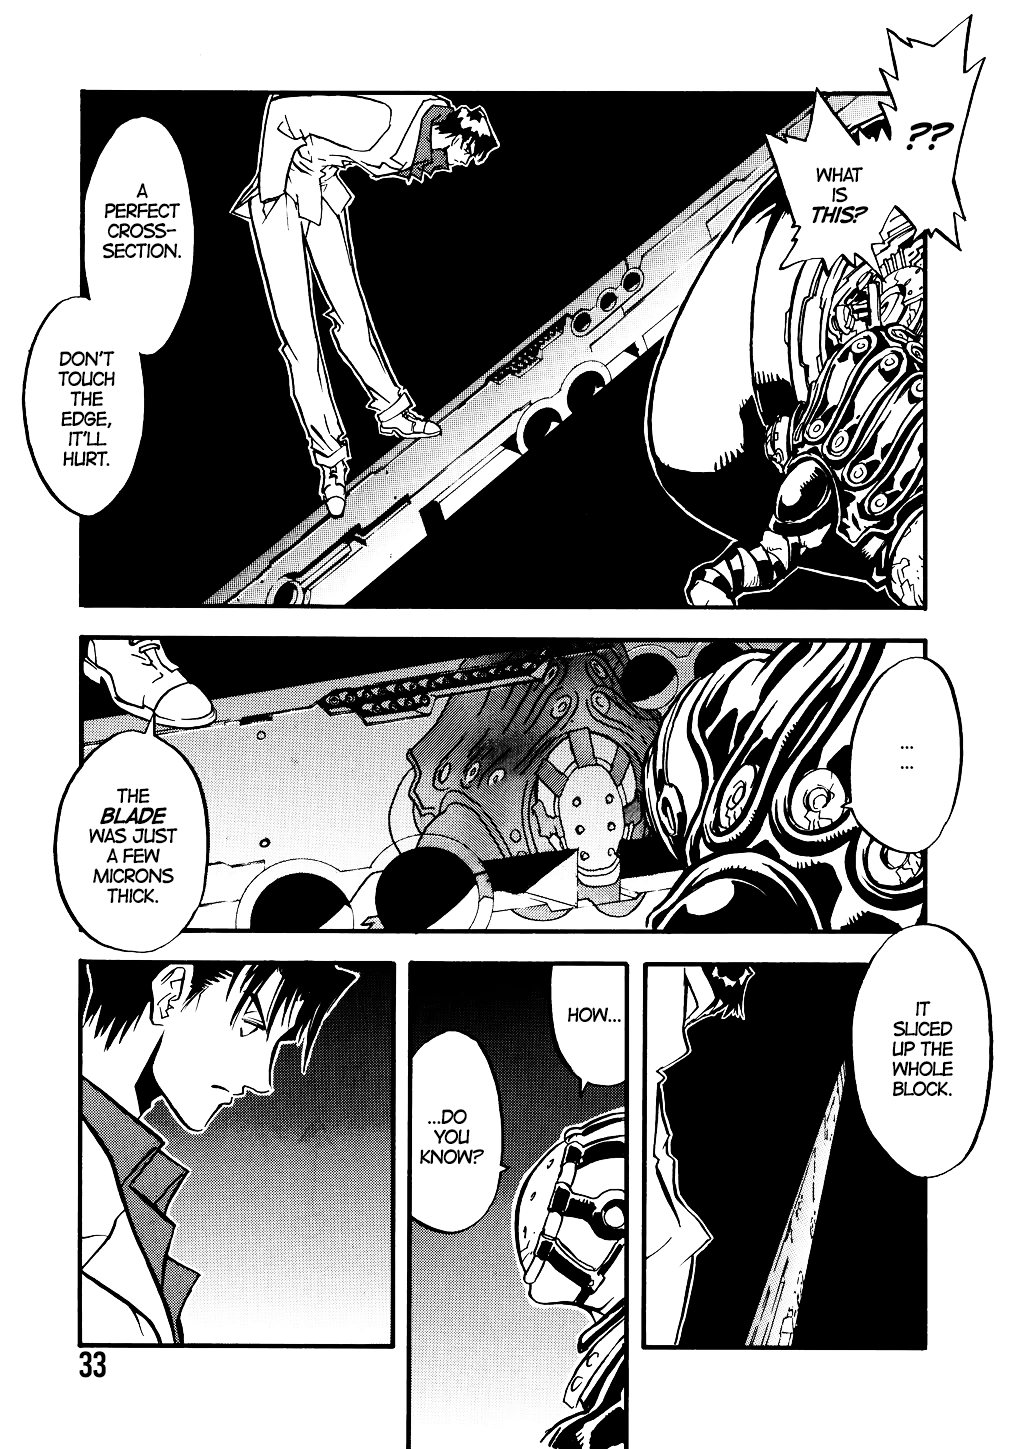 ??
WHAT
IS
THIS?
A
PERFECT
CROSS-
SECTION.
DON'T
TOUCH
THE
EDGE,
IT'LL
HURT.
...
...
THE
BLADE
WAS JUST
A FEW
MICRONS
THICK.
IT
SLICED
UP THE
WHOLE
BLOCK.
HOW...
...DO
YOU
KNOW?
33